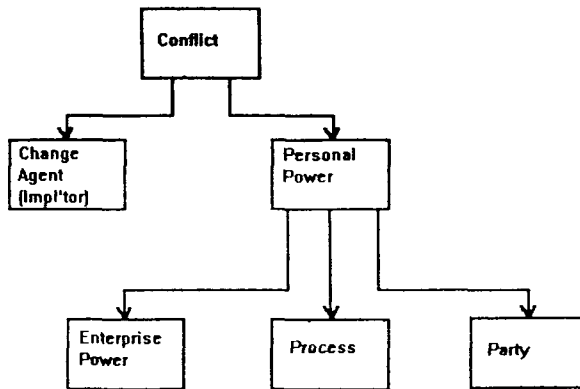 Conflict
Change
Agent
(Impl'tor)
Personal
Power
Enterprise
Power
Process
Party